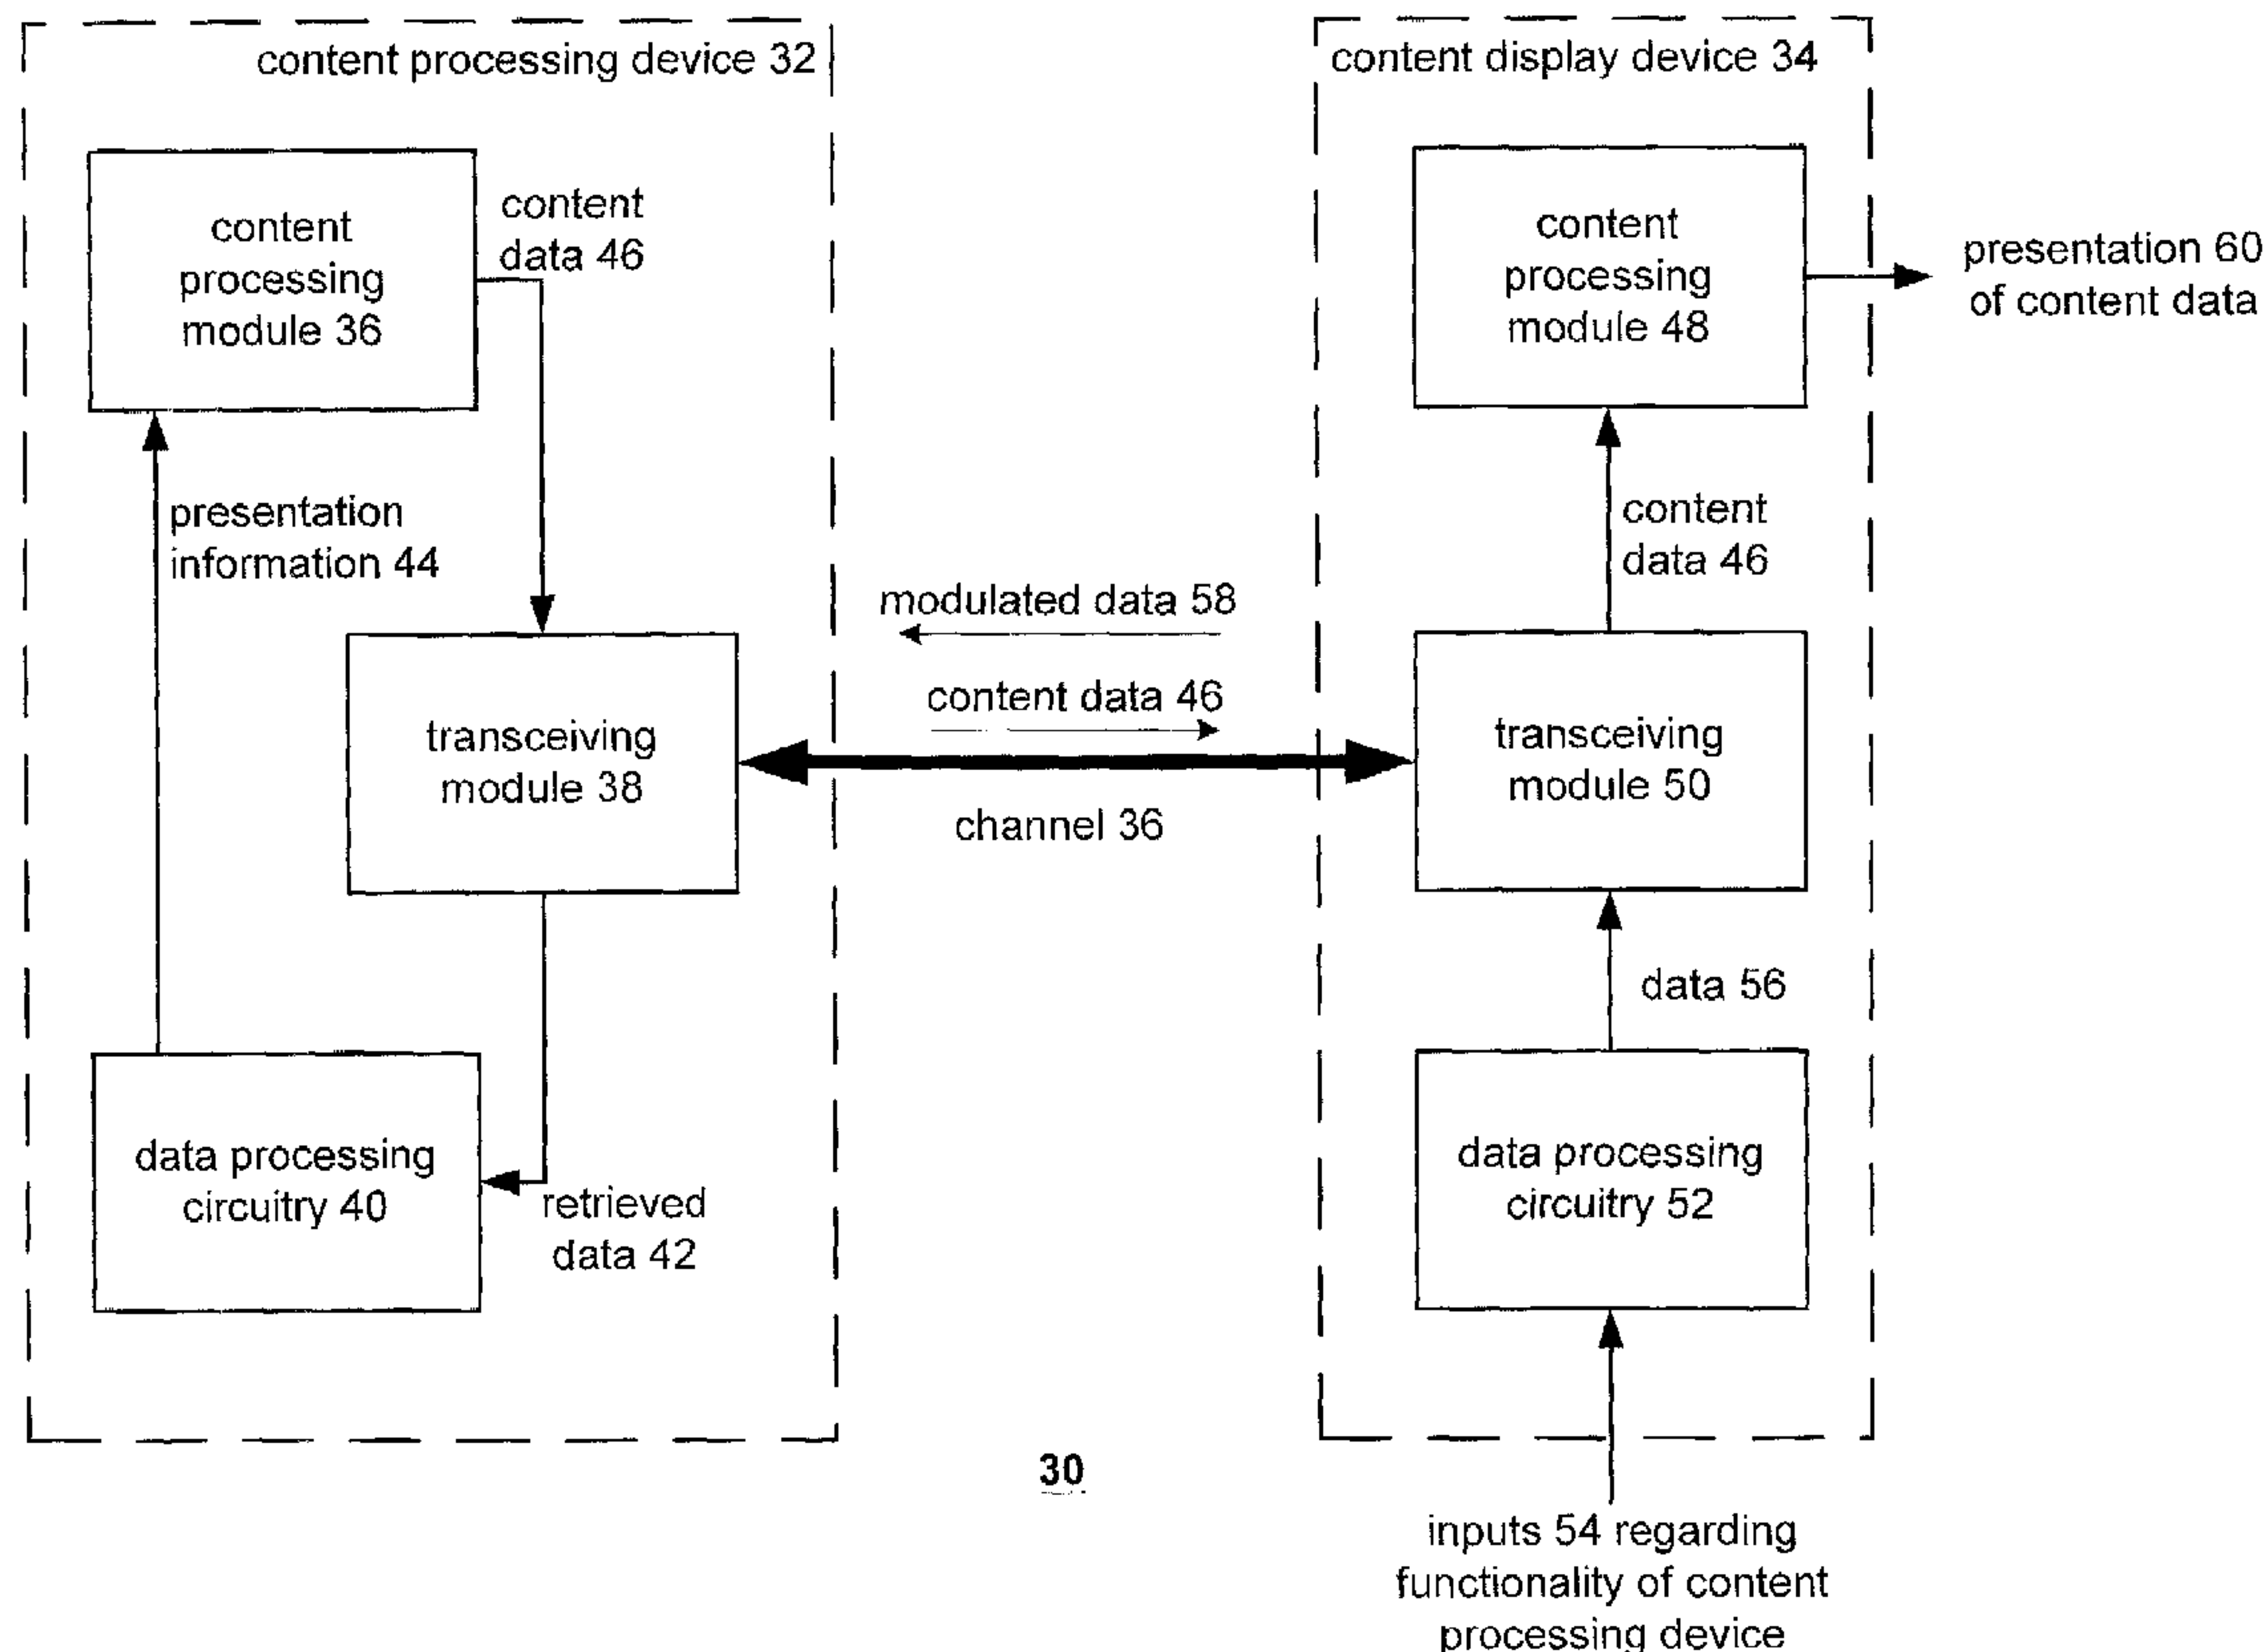 content processing device 32
content
processing
module 36
content
data 46
presentation
information 44
transceiving
module 38
data processing
circuitry 40
retrieved
data 42
modulated data 58
content data 46
channel 36
content display device 34
content
processing
module 48
presentation 60
of content data
content
data 46
transceiving
module 50
data 56
data processing
circuitry 52
inputs 54 regarding
functionality of content
processing device
30